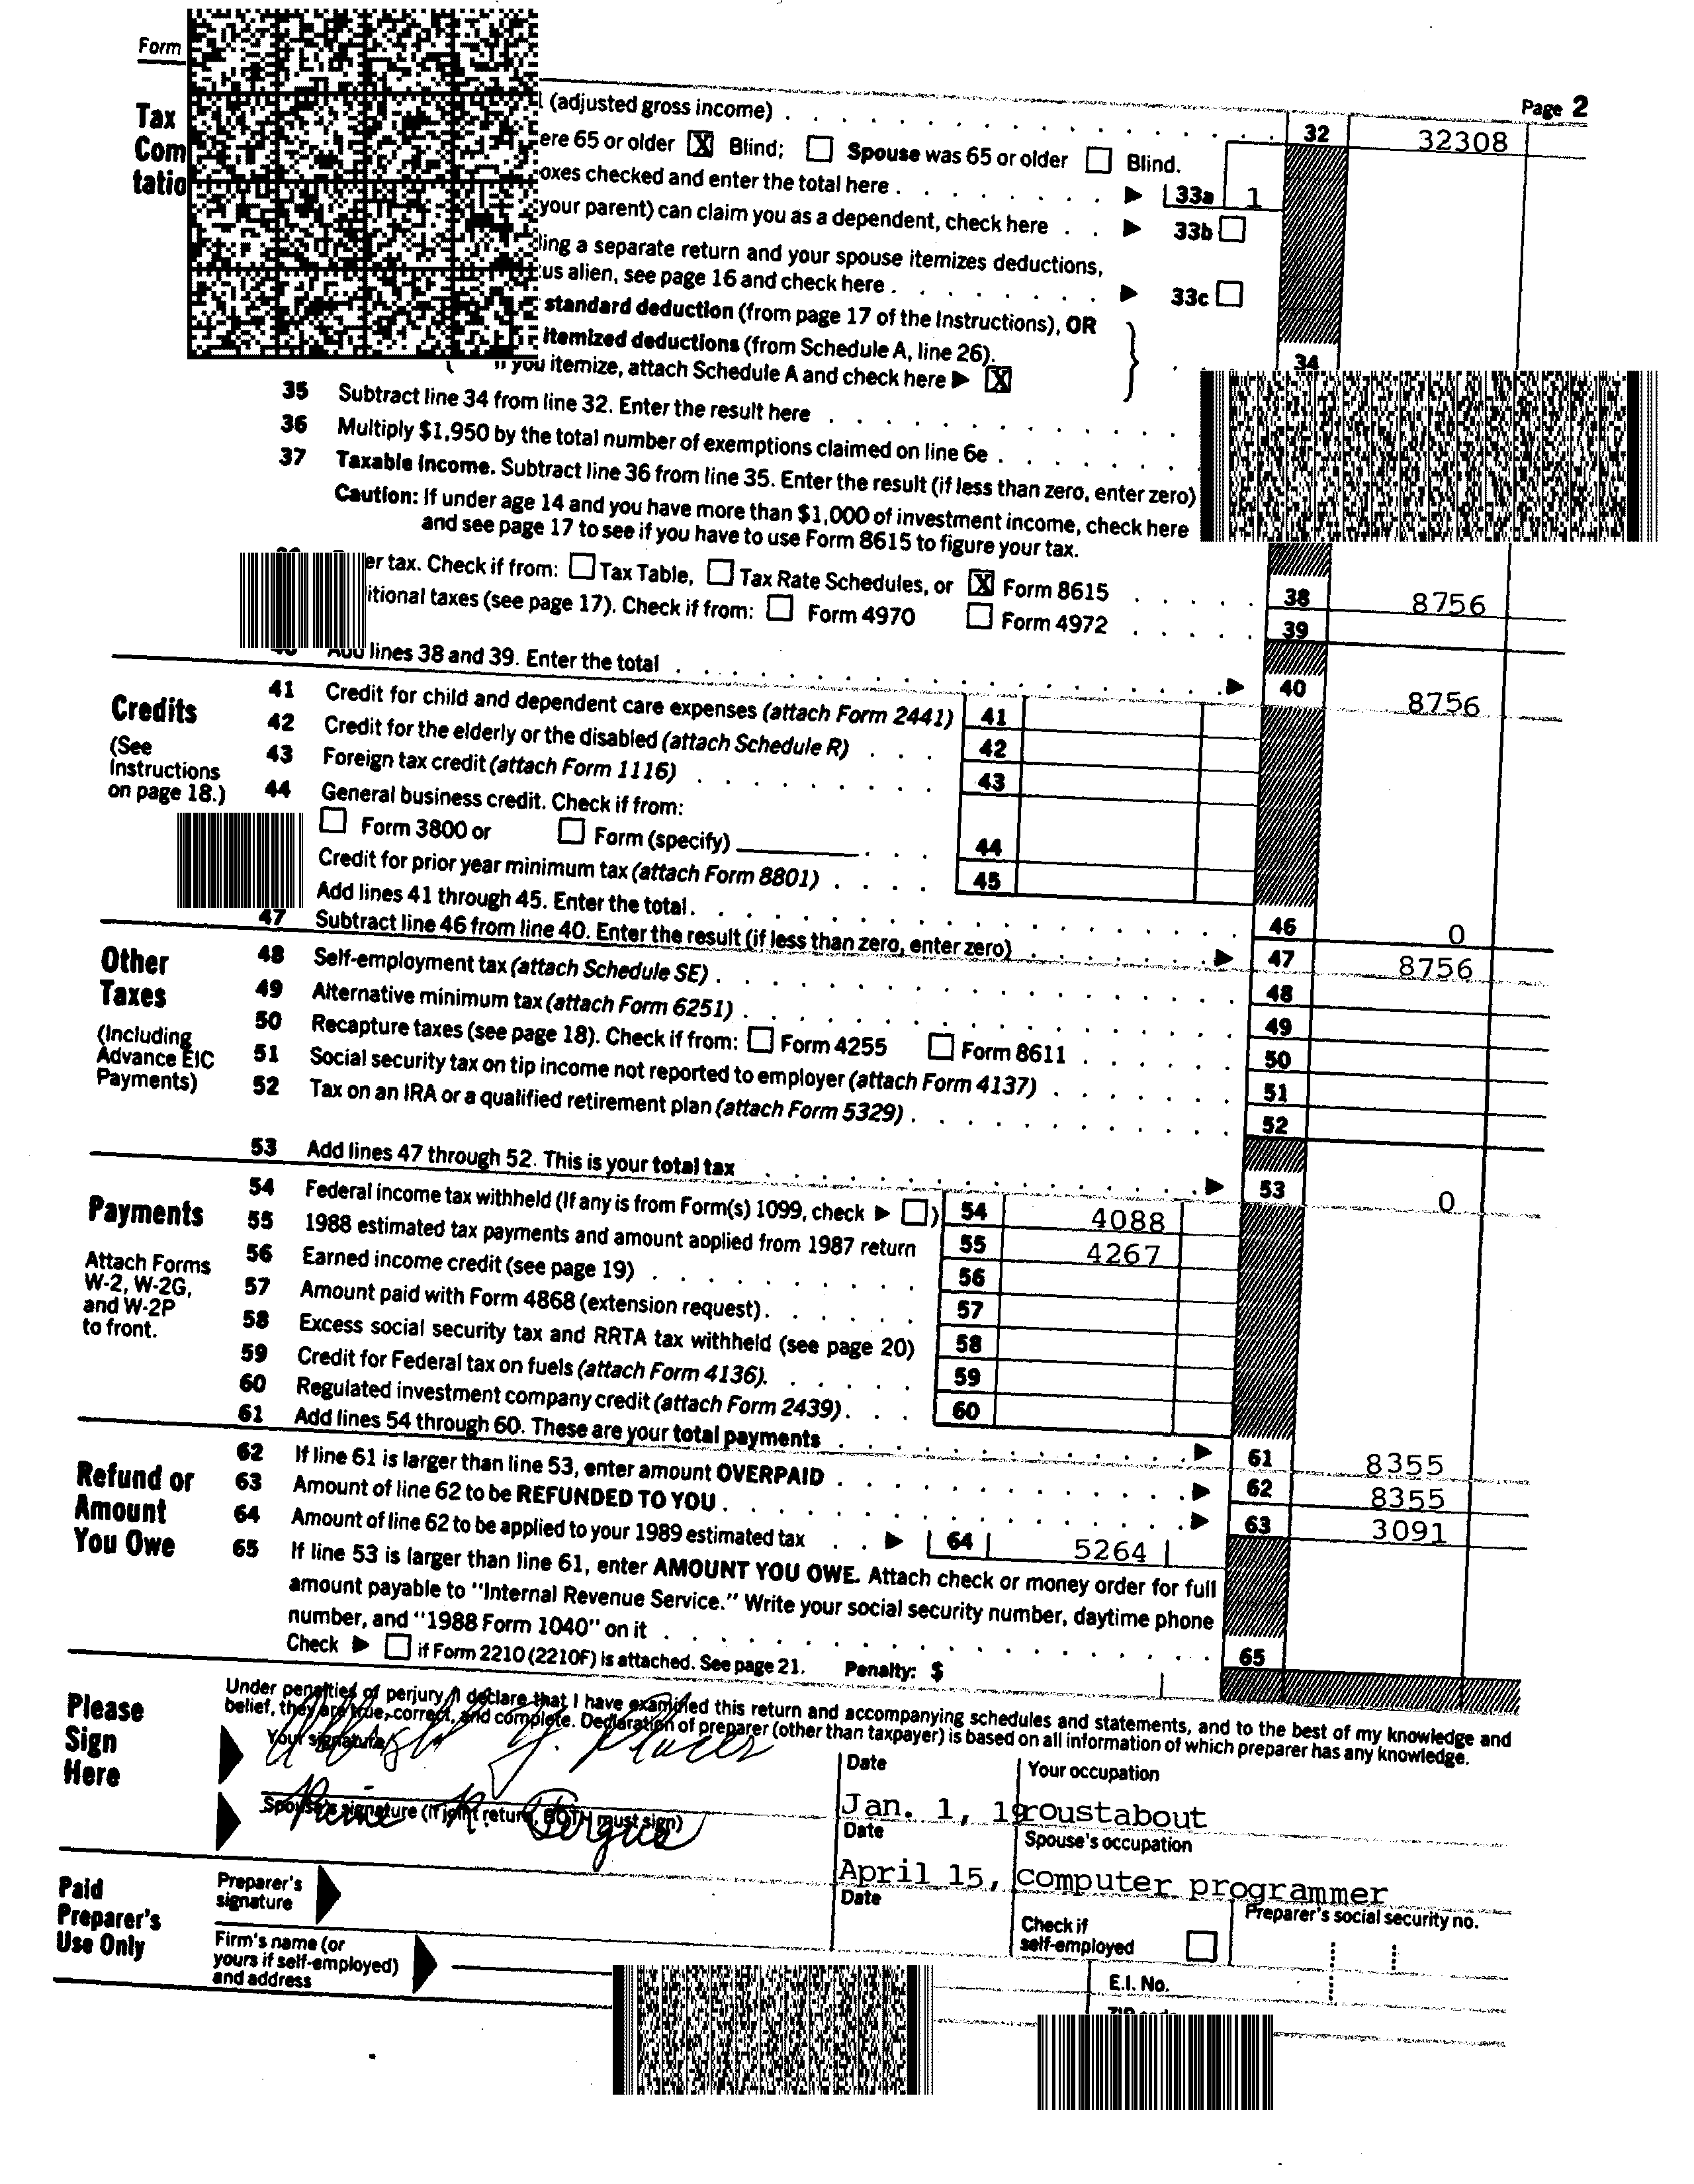 Form
Page 2
Tax
Com
tatio
(adjusted gross income)
32 32308
ere 65 or older X Blind; Spouse was 65 or older Blind.
oxes checked and enter the total here . ▶ 33a 1
your parent) can claim you as a dependent, check here . . ▶ 33b
ing a separate return and your spouse itemizes deductions,
us alien, see page 16 and check here . ▶ 33c
standard deduction (from page 17 of the Instructions), OR
itemized deductions (from Schedule A, line 26).
34
If you itemize, attach Schedule A and check here ▶ X
35 Subtract line 34 from line 32. Enter the result here
36 Multiply $1,950 by the total number of exemptions claimed on line 6e
37 Taxable income. Subtract line 36 from line 35. Enter the result (if less than zero, enter zero)
Caution: If under age 14 and you have more than $1,000 of investment income, check here
and see page 17 to see if you have to use Form 8615 to figure your tax.
er tax. Check if from: Tax Table, Tax Rate Schedules, or X Form 8615 38 8756
itional taxes (see page 17). Check if from: Form 4970 Form 4972 39
Add lines 38 and 39. Enter the total ▶ 40 8756
Credits
(See
Instructions
on page 18.)
41 Credit for child and dependent care expenses (attach Form 2441) 41
42 Credit for the elderly or the disabled (attach Schedule R) 42
43 Foreign tax credit (attach Form 1116) 43
44 General business credit. Check if from:
Form 3800 or Form (specify) 44
Credit for prior year minimum tax (attach Form 8801) 45
Add lines 41 through 45. Enter the total. 46 0
47 Subtract line 46 from line 40. Enter the result (if less than zero, enter zero) ▶ 47 8756
Other
Taxes
(Including
Advance EIC
Payments)
48 Self-employment tax (attach Schedule SE) 48
49 Alternative minimum tax (attach Form 6251) 49
50 Recapture taxes (see page 18). Check if from: Form 4255 Form 8611 50
51 Social security tax on tip income not reported to employer (attach Form 4137) 51
52 Tax on an IRA or a qualified retirement plan (attach Form 5329) 52
53 Add lines 47 through 52. This is your total tax ▶ 53 0
Payments
Attach Forms
W-2, W-2G,
and W-2P
to front.
54 Federal income tax withheld (If any is from Form(s) 1099, check ▶ ) 54 4088
55 1988 estimated tax payments and amount applied from 1987 return 55 4267
56 Earned income credit (see page 19) 56
57 Amount paid with Form 4868 (extension request) 57
58 Excess social security tax and RRTA tax withheld (see page 20) 58
59 Credit for Federal tax on fuels (attach Form 4136). 59
60 Regulated investment company credit (attach Form 2439) 60
61 Add lines 54 through 60. These are your total payments ▶ 61 8355
Refund or
Amount
You Owe
62 If line 61 is larger than line 53, enter amount OVERPAID ▶ 62 8355
63 Amount of line 62 to be REFUNDED TO YOU ▶ 63 3091
64 Amount of line 62 to be applied to your 1989 estimated tax ▶ 64 5264
65 If line 53 is larger than line 61, enter AMOUNT YOU OWE. Attach check or money order for full
amount payable to "Internal Revenue Service." Write your social security number, daytime phone
number, and "1988 Form 1040" on it 65
Check ▶ if Form 2210 (2210F) is attached. See page 21. Penalty: $
Please
Sign
Here
Under penalties of perjury, I declare that I have examined this return and accompanying schedules and statements, and to the best of my knowledge and
belief, they are true, correct, and complete. Declaration of preparer (other than taxpayer) is based on all information of which preparer has any knowledge.
Your signature
Date
Your occupation
Jan. 1, 19 roustabout
Spouse's signature (if joint return, BOTH must sign)
Date
Spouse's occupation
April 15, computer programmer
Paid
Preparer's
Use Only
Preparer's
signature
Date
Check if
self-employed
Preparer's social security no.
Firm's name (or
yours if self-employed)
and address
E.I. No.